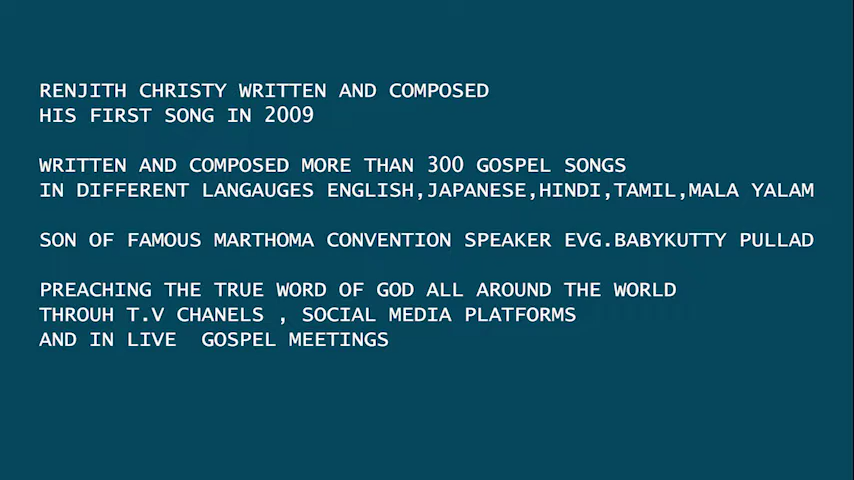 RENJITH CHRISTY WRITTEN AND COMPOSED
HIS FIRST SONG IN 2009
WRITTEN AND COMPOSED MORE THAN 300 GOSPEL SONGS
IN DIFFERENT LANGAUGES ENGLISH,JAPANESE,HINDI,TAMIL,MALA YALAM
SON OF FAMOUS MARTHOMA CONVENTION SPEAKER EVG.BABYKUTTY PULLAD
PREACHING THE TRUE WORD OF GOD ALL AROUND THE WORLD
THROUH T.V CHANELS , SOCIAL MEDIA PLATFORMS
AND IN LIVE  GOSPEL MEETINGS